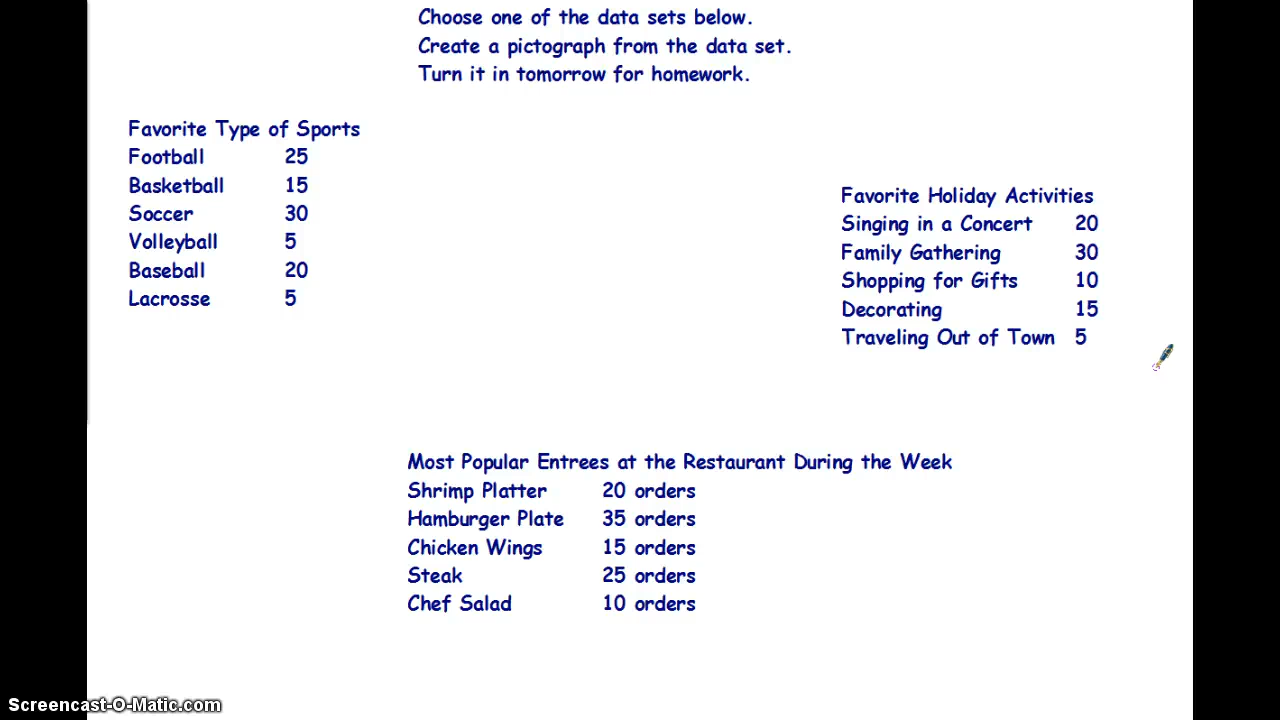 Choose one of the data sets below.
Create a pictograph from the data set.
Turn it in tomorrow for homework.
Favorite Type of Sports
Football 25
Basketball 15
Soccer 30
Volleyball 5
Baseball 20
Lacrosse 5
Favorite Holiday Activities
Singing in a Concert 20
Family Gathering 30
Shopping for Gifts 10
Decorating 15
Traveling Out of Town 5
Most Popular Entrees at the Restaurant During the Week
Shrimp Platter 20 orders
Hamburger Plate 35 orders
Chicken Wings 15 orders
Steak 25 orders
Chef Salad 10 orders
Screencast-O-Matic.com